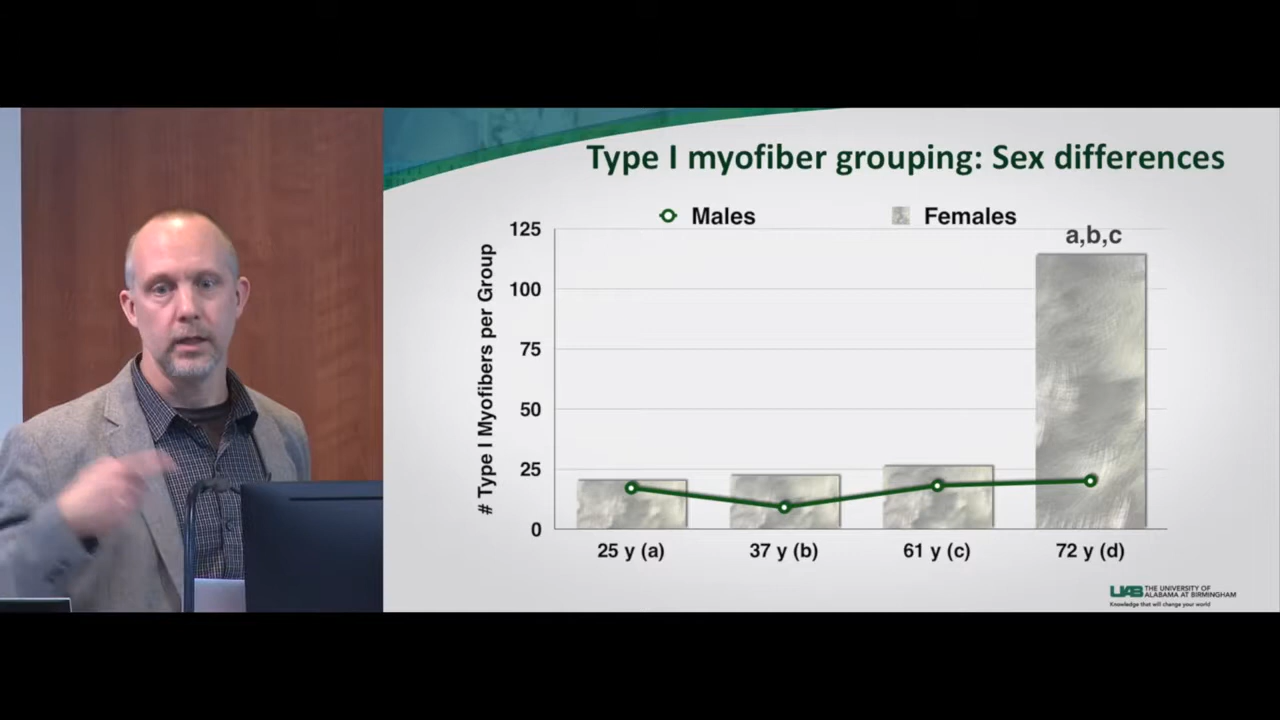 Type I myofiber grouping: Sex differences
Males
Females
# Type I Myofibers per Group
125
100
75
50
25
0
a,b,c
25 y (a)
37 y (b)
61 y (c)
72 y (d)
UAB
THE UNIVERSITY OF
ALABAMA AT BIRMINGHAM
Knowledge that will change your world